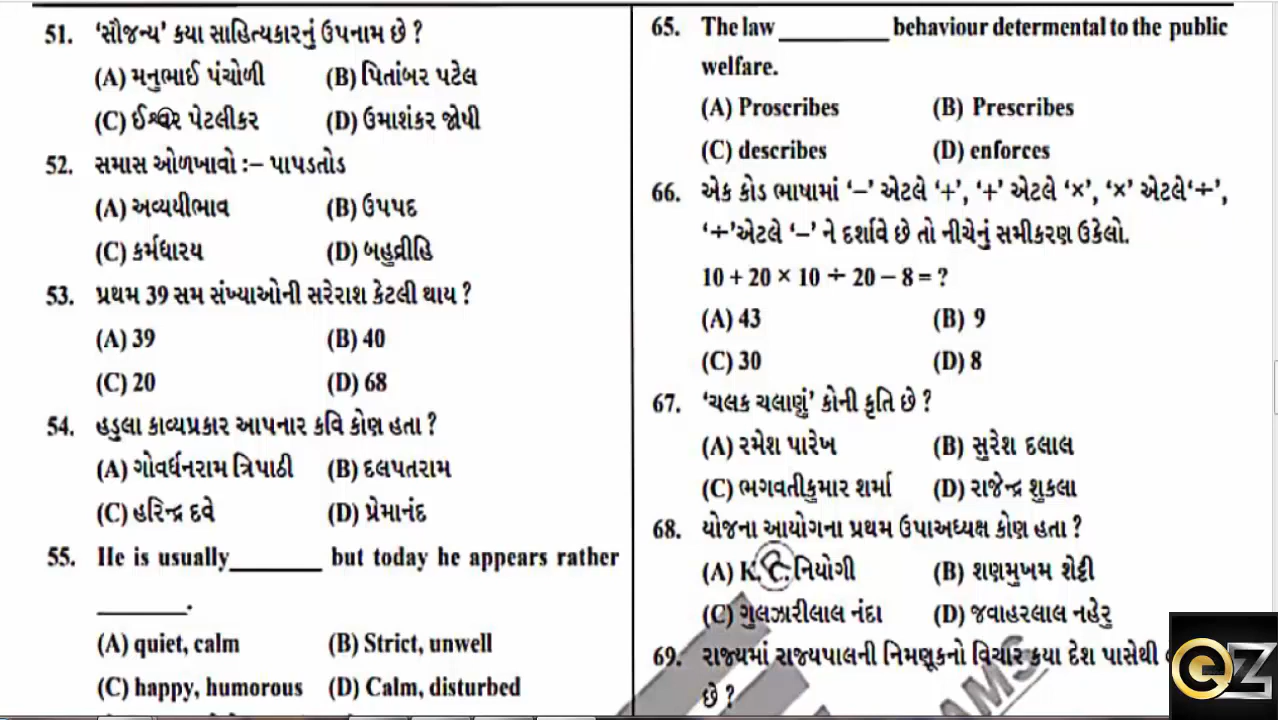 51. ‘સૌજન્ય’ કયા સાહિત્યકારનું ઉપનામ છે ?
(A) મનુભાઈ પંચોળી (B) પિતાંબર પટેલ
(C) ઈશ્વર પેટલીકર (D) ઉમાશંકર જોષી
52. સમાસ ઓળખાવો :– પાપડતોડ
(A) અવ્યયીભાવ (B) ઉપપદ
(C) કર્મધારય (D) બહુવ્રીહિ
53. પ્રથમ 39 સમ સંખ્યાઓની સરેરાશ કેટલી થાય ?
(A) 39 (B) 40
(C) 20 (D) 68
54. હડુલા કાવ્યપ્રકાર આપનાર કવિ કોણ હતા ?
(A) ગોવર્ધનરામ ત્રિપાઠી (B) દલપતરામ
(C) હરિન્દ્ર દવે (D) પ્રેમાનંદ
55. He is usually________ but today he appears rather
________.
(A) quiet, calm (B) Strict, unwell
(C) happy, humorous (D) Calm, disturbed
65. The law _________ behaviour determental to the public
welfare.
(A) Proscribes (B) Prescribes
(C) describes (D) enforces
66. એક કોડ ભાષામાં ‘–’ એટલે ‘+’, ‘+’ એટલે ‘×’, ‘×’ એટલે‘÷’,
‘÷’એટલે ‘–’ ને દર્શાવે છે તો નીચેનું સમીકરણ ઉકેલો.
10 + 20 × 10 ÷ 20 – 8 = ?
(A) 43 (B) 9
(C) 30 (D) 8
67. ‘ચલક ચલાણું’ કોની કૃતિ છે ?
(A) રમેશ પારેખ (B) સુરેશ દલાલ
(C) ભગવતીકુમાર શર્મા (D) રાજેન્દ્ર શુકલા
68. યોજના આયોગના પ્રથમ ઉપાઅધ્યક્ષ કોણ હતા ?
(A) K. C. નિયોગી (B) શણમુખમ શેટ્ટી
(C) ગુલઝારીલાલ નંદા (D) જવાહરલાલ નહેરુ
69. રાજ્યમાં રાજ્યપાલની નિમણૂકનો વિચાર કયા દેશ પાસેથી
છે ?
AMS
eZ